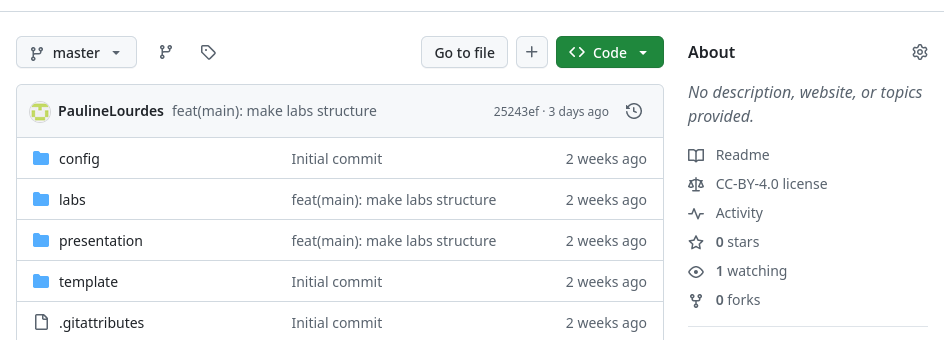 master
Go to file
Code
PaulineLourdes feat(main): make labs structure 25243ef · 3 days ago
config Initial commit 2 weeks ago
labs feat(main): make labs structure 2 weeks ago
presentation feat(main): make labs structure 2 weeks ago
template Initial commit 2 weeks ago
.gitattributes Initial commit 2 weeks ago
About
No description, website, or topics
provided.
Readme
CC-BY-4.0 license
Activity
0 stars
1 watching
0 forks